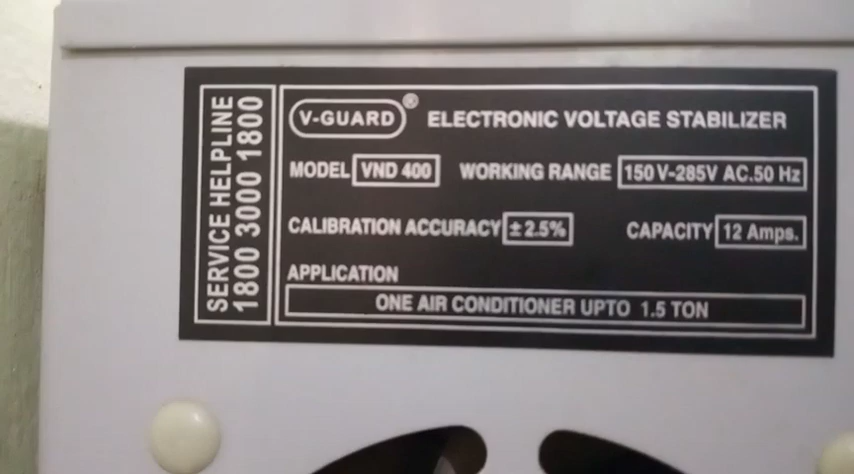 SERVICE HELPLINE
1800 3000 1800
V-GUARD® ELECTRONIC VOLTAGE STABILIZER
MODEL VND 400 WORKING RANGE 150 V-285V AC.50 Hz
CALIBRATION ACCURACY ±2.5% CAPACITY 12 Amps.
APPLICATION
ONE AIR CONDITIONER UPTO 1.5 TON